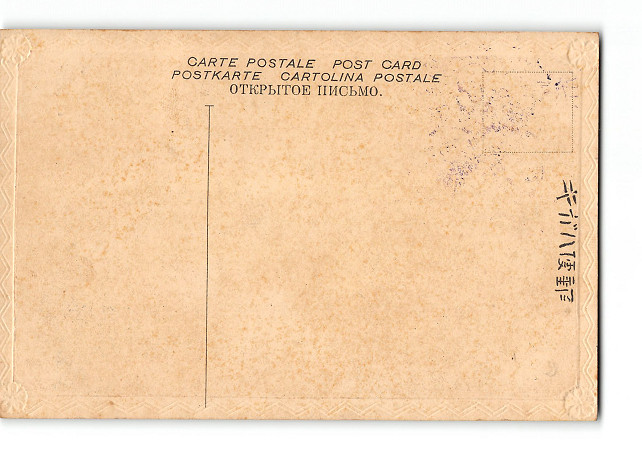 CARTE POSTALE POST CARD
POSTKARTE CARTOLINA POSTALE
ОТКРЫТОЕ ПИСЬМО.
郵便ハガキ